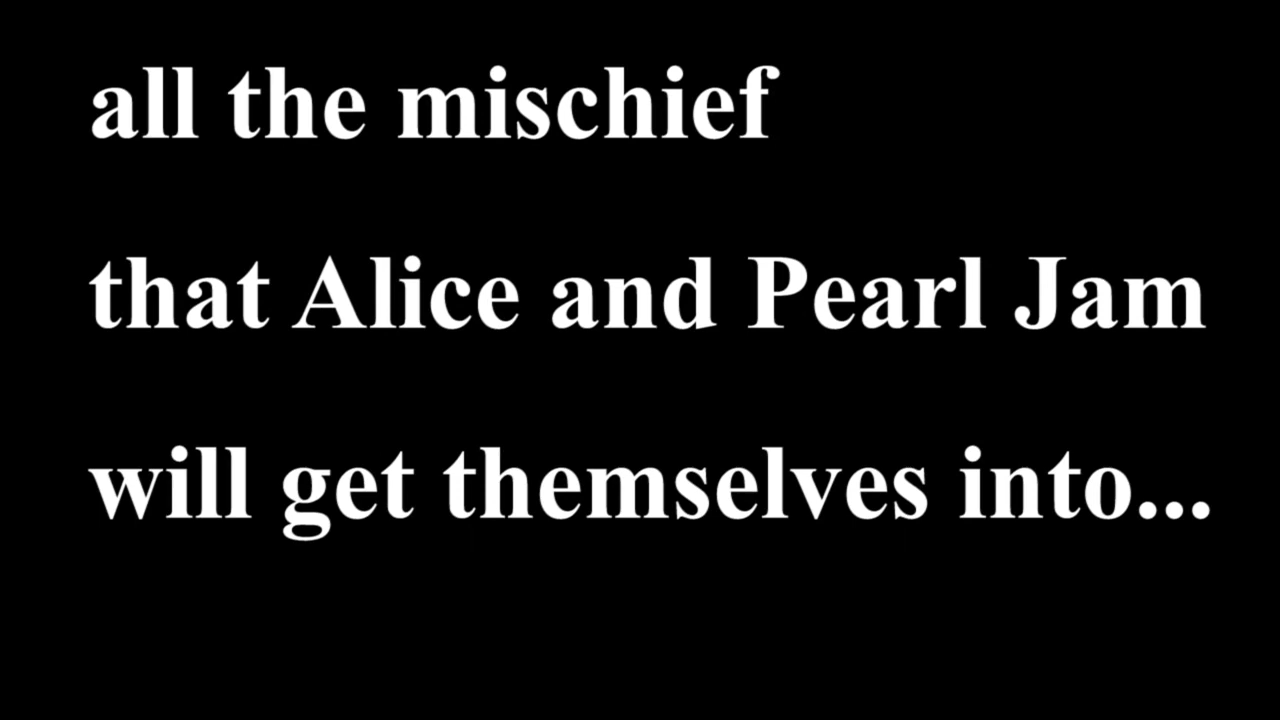 all the mischief
that Alice and Pearl Jam
will get themselves into...